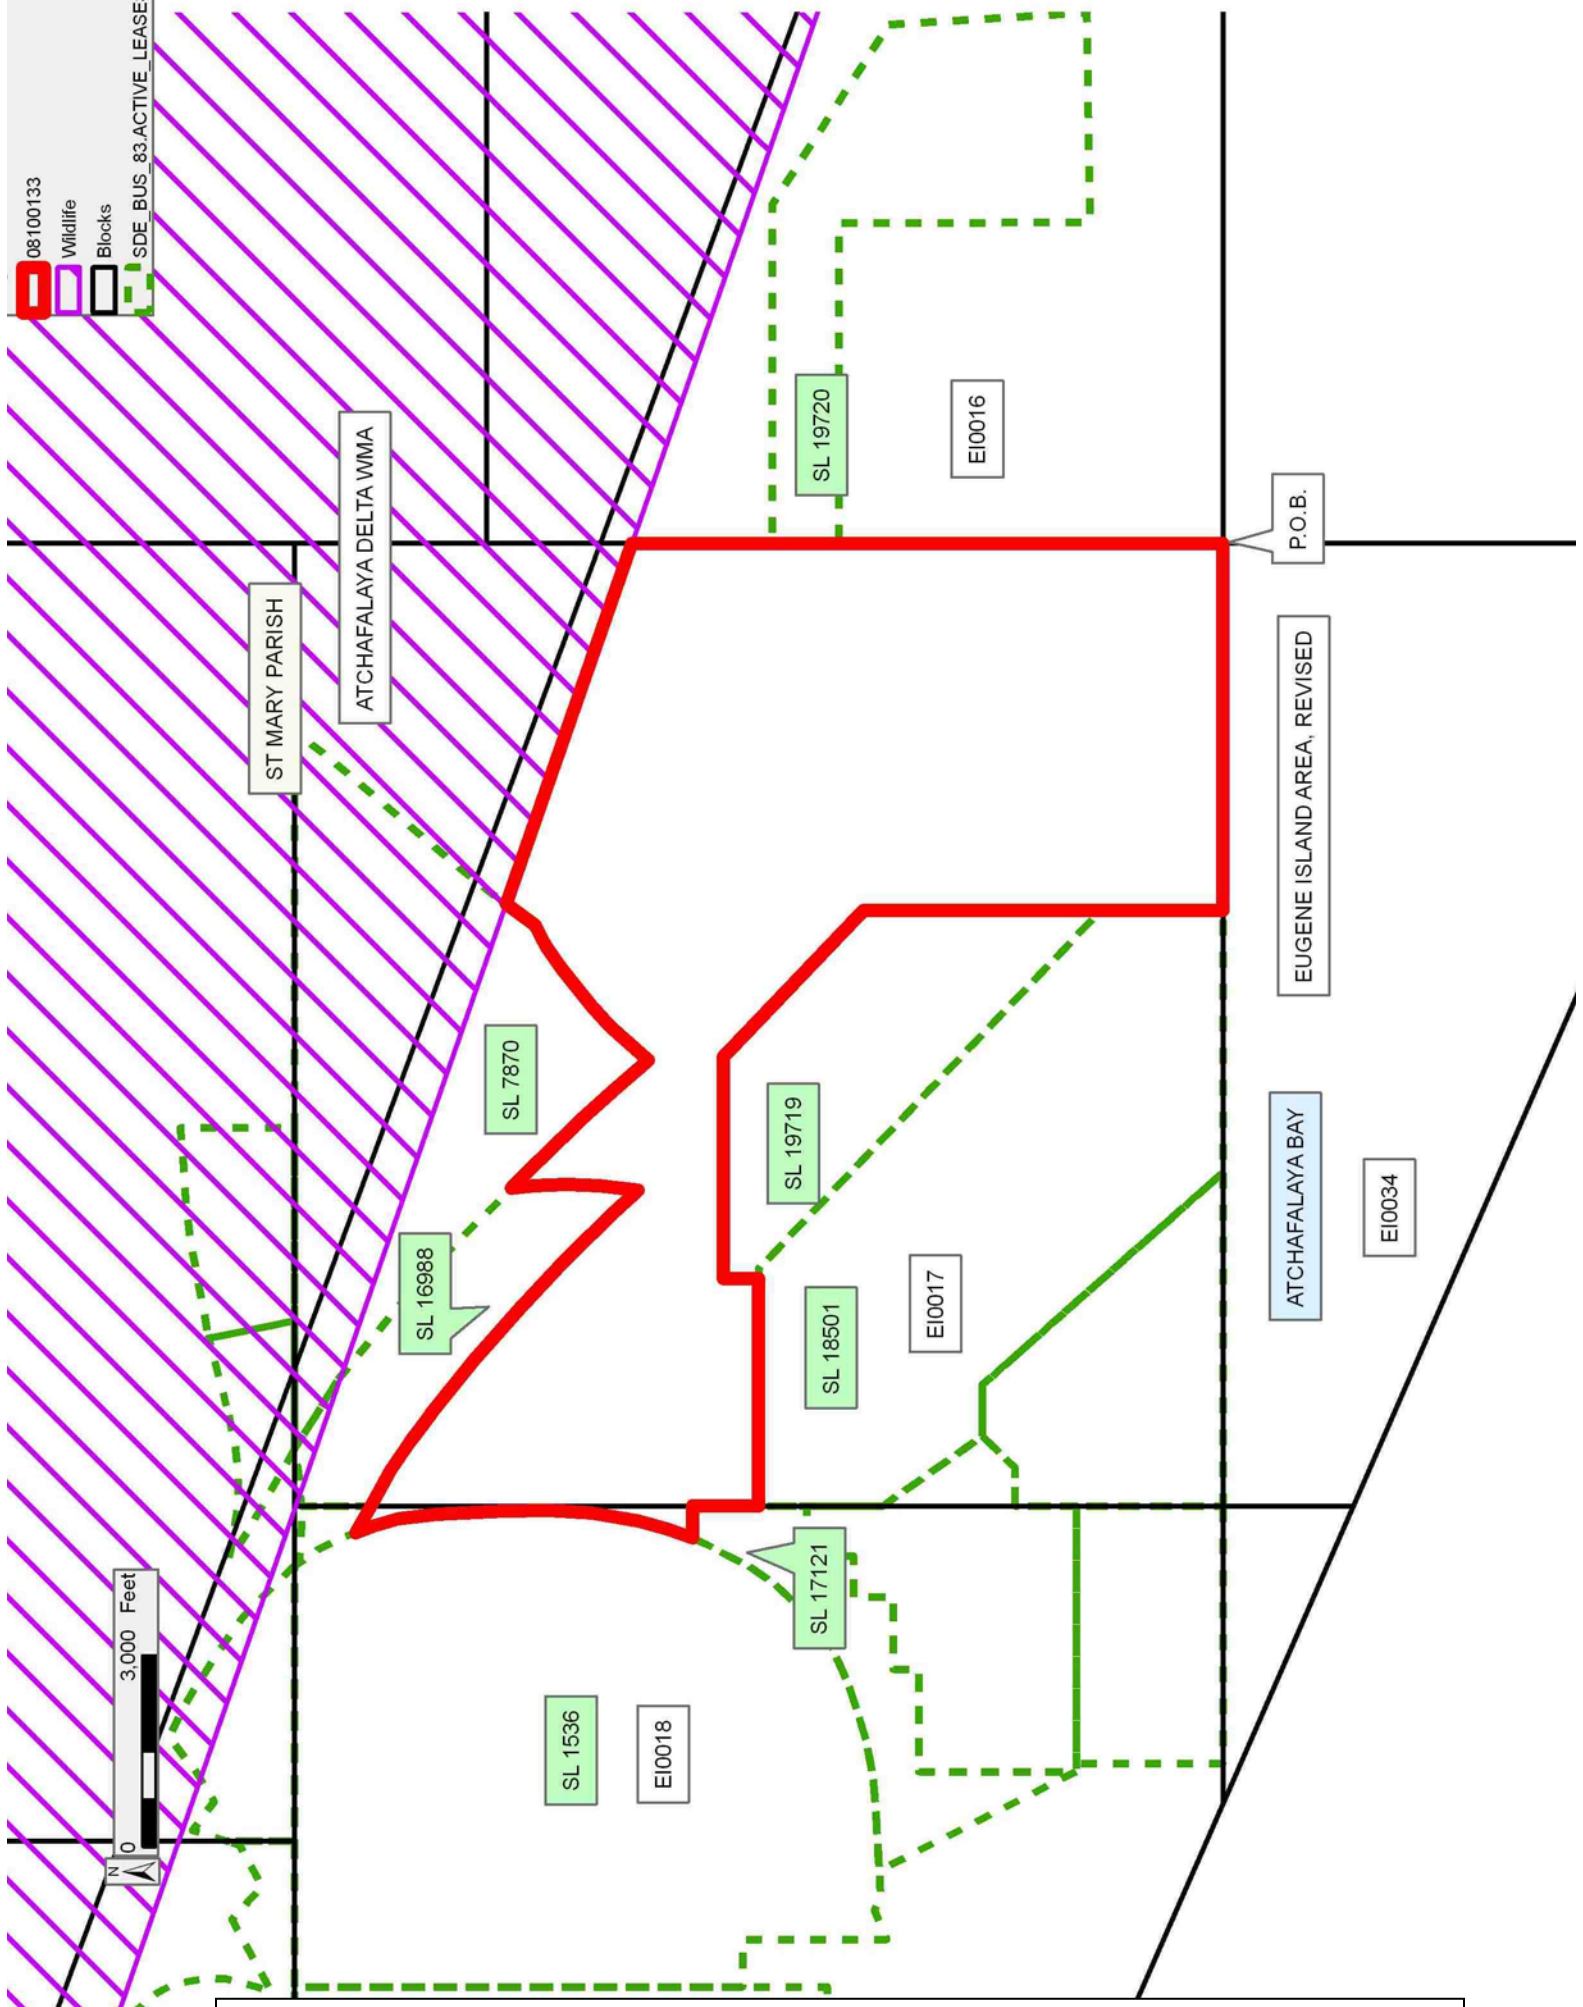 08100133
Wildlife
Blocks
SDE_BUS_83.ACTIVE_LEASE
ST MARY PARISH
ATCHAFALAYA DELTA WMA
N
0
3,000 Feet
SL 7870
SL 16988
SL 19720
EI0016
SL 19719
SL 18501
EI0017
SL 17121
SL 1536
EI0018
P.O.B.
EUGENE ISLAND AREA, REVISED
ATCHAFALAYA BAY
EI0034